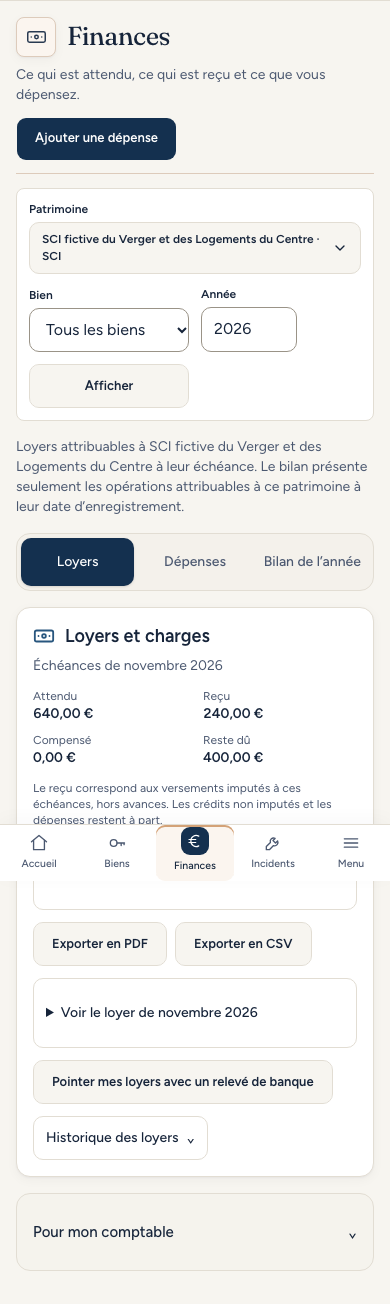 Finances
Ce qui est attendu, ce qui est reçu et ce que vous
dépensez.
Ajouter une dépense
Patrimoine
SCI fictive du Verger et des Logements du Centre ·
SCI
Bien
Année
Tous les biens
2026
Afficher
Loyers attribuables à SCI fictive du Verger et des
Logements du Centre à leur échéance. Le bilan présente
seulement les opérations attribuables à ce patrimoine à
leur date d’enregistrement.
Loyers
Dépenses
Bilan de l’année
Loyers et charges
Échéances de novembre 2026
Attendu
Reçu
640,00 €
240,00 €
Compensé
Reste dû
0,00 €
400,00 €
Le reçu correspond aux versements imputés à ces
échéances, hors avances. Les crédits non imputés et les
dépenses restent à part.
€
Accueil
Biens
Finances
Incidents
Menu
Exporter en PDF
Exporter en CSV
Voir le loyer de novembre 2026
Pointer mes loyers avec un relevé de banque
Historique des loyers
Pour mon comptable